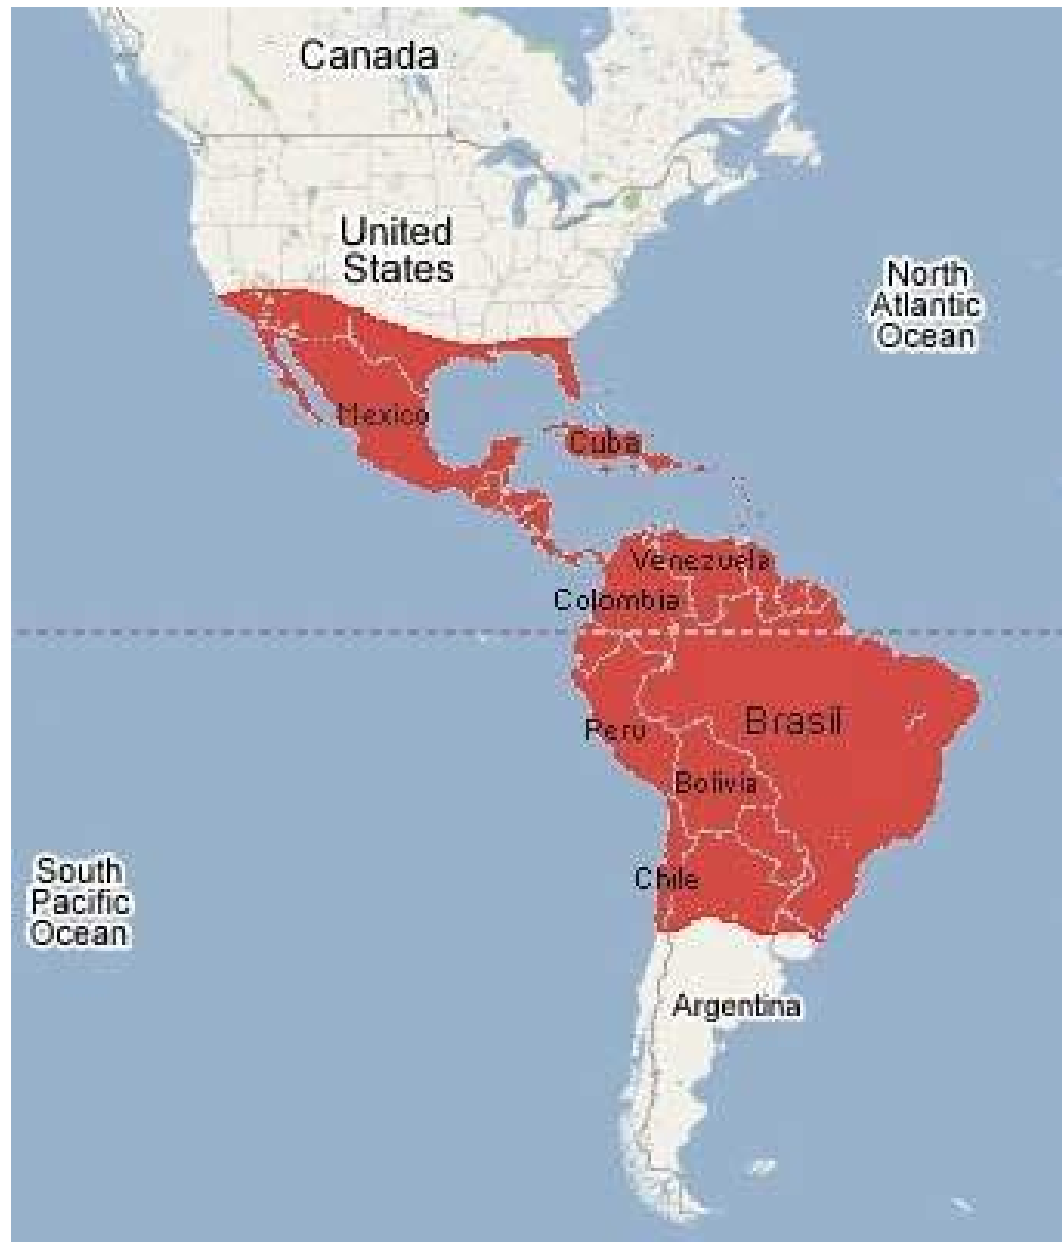 Canada
United
States
North
Atlantic
Ocean
Mexico
Cuba
Venezuela
Colombia
Brasil
Peru
Bolivia
South
Pacific
Ocean
Chile
Argentina